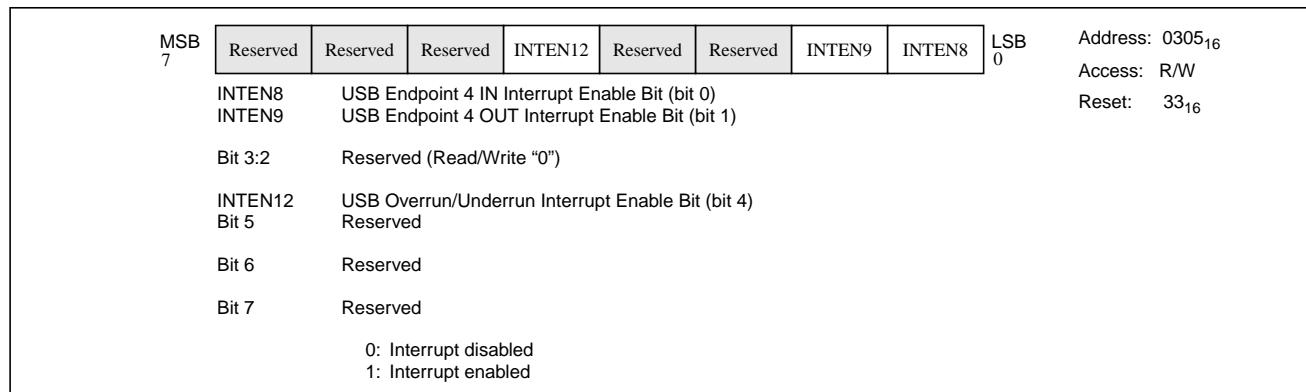 MSB 7 Reserved Reserved Reserved INTEN12 Reserved Reserved INTEN9 INTEN8 LSB 0
Address: 0305₁₆
Access: R/W
Reset: 33₁₆
INTEN8 USB Endpoint 4 IN Interrupt Enable Bit (bit 0)
INTEN9 USB Endpoint 4 OUT Interrupt Enable Bit (bit 1)
Bit 3:2 Reserved (Read/Write “0”)
INTEN12 USB Overrun/Underrun Interrupt Enable Bit (bit 4)
Bit 5 Reserved
Bit 6 Reserved
Bit 7 Reserved
0: Interrupt disabled
1: Interrupt enabled